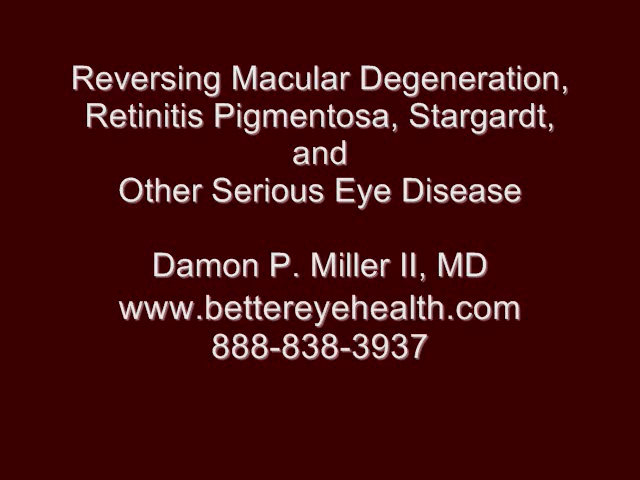 Reversing Macular Degeneration,
Retinitis Pigmentosa, Stargardt,
and
Other Serious Eye Disease
Damon P. Miller II, MD
www.bettereyehealth.com
888-838-3937